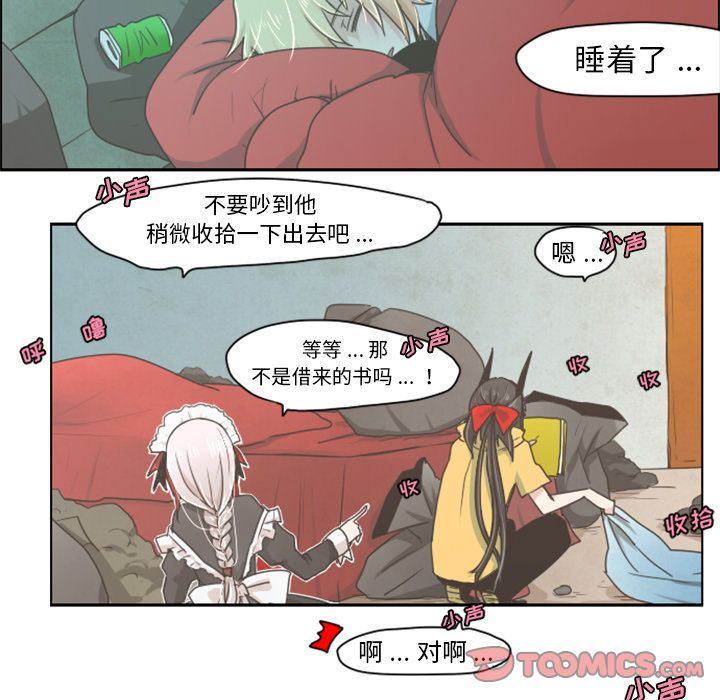 睡着了 ...
小声
不要吵到他
稍微收拾一下出去吧 ...
嗯 ...
小声
呼
噜
等等 ... 那
不是借来的书吗 ... !
小声
收
收
收
收拾
小声
啊 ... 对啊 ...
TOOMICS.COM
小声